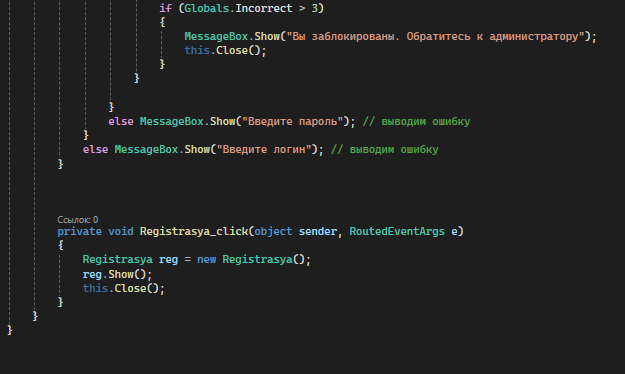 if (Globals.Incorrect > 3)
{
MessageBox.Show("Вы заблокированы. Обратитесь к администратору");
this.Close();
}
}
}
else MessageBox.Show("Введите пароль"); // выводим ошибку
}
else MessageBox.Show("Введите логин"); // выводим ошибку
}
Ссылок: 0
private void Registrasya_click(object sender, RoutedEventArgs e)
{
Registrasya reg = new Registrasya();
reg.Show();
this.Close();
}
}
}